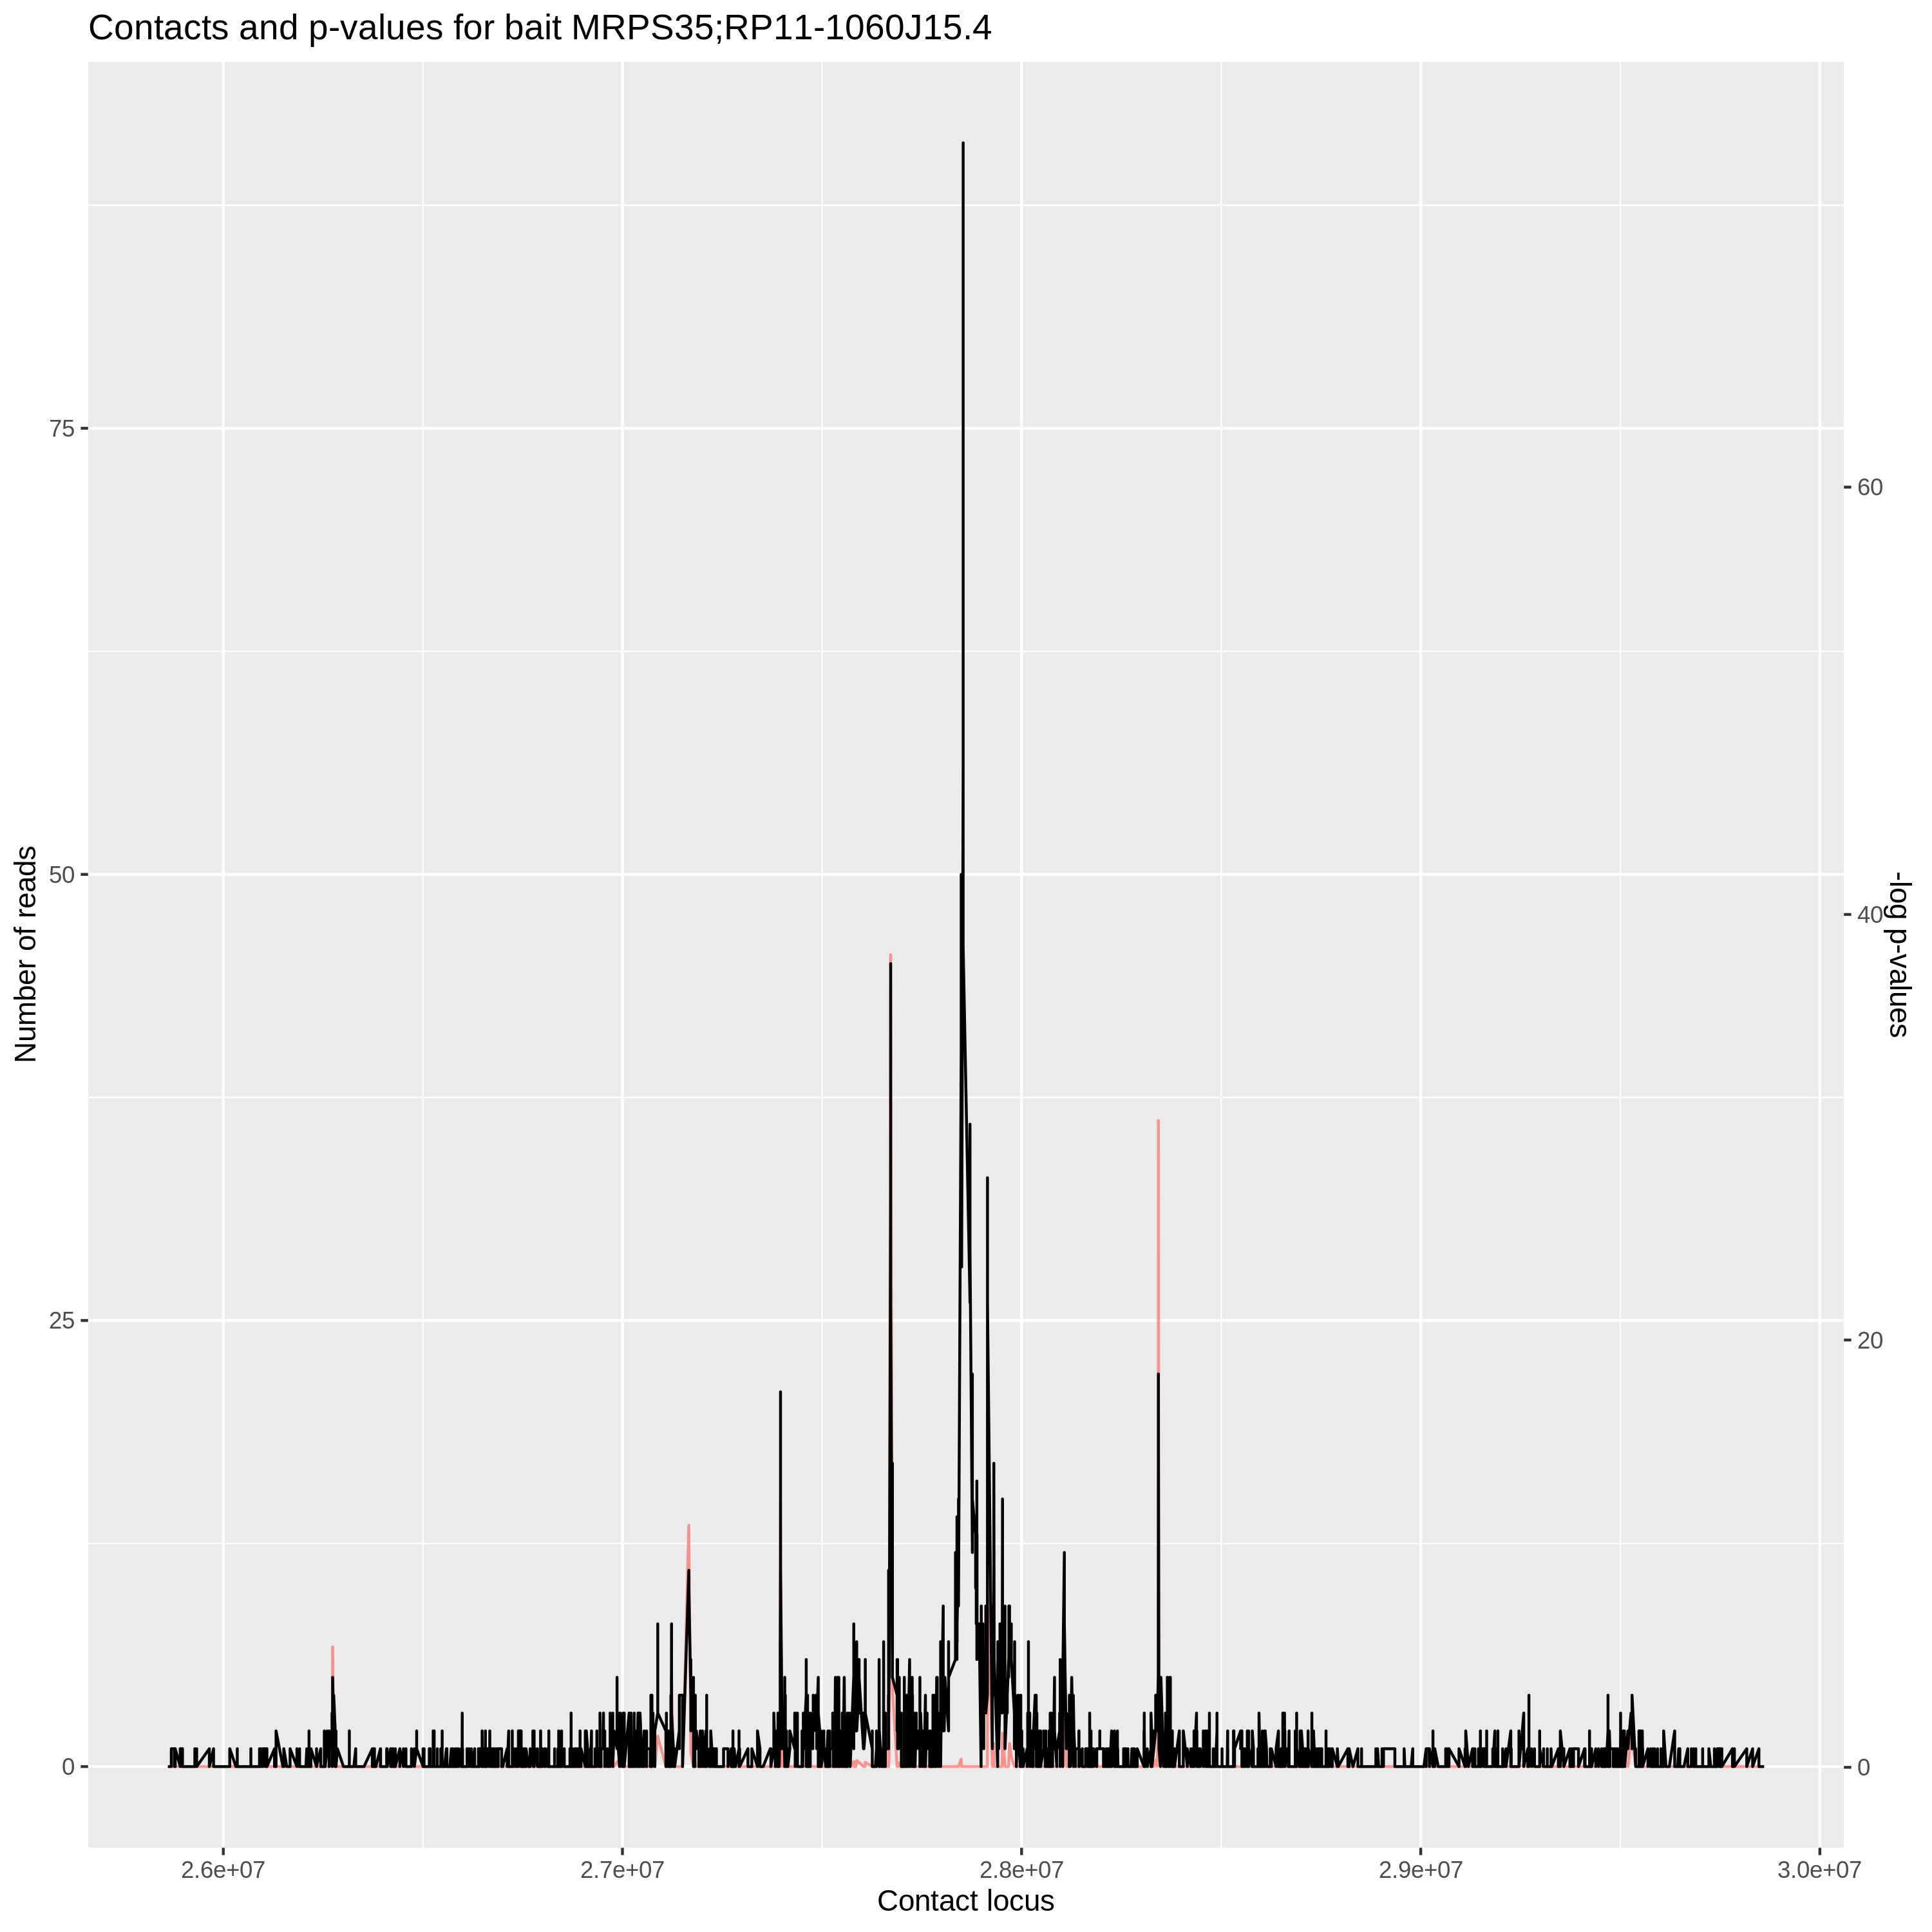 Contacts and p-values for bait MRPS35;RP11-1060J15.4
75
50
25
0
Number of reads
60
40
20
0
-log p-values
2.6e+07
2.7e+07
2.8e+07
2.9e+07
3.0e+07
Contact locus